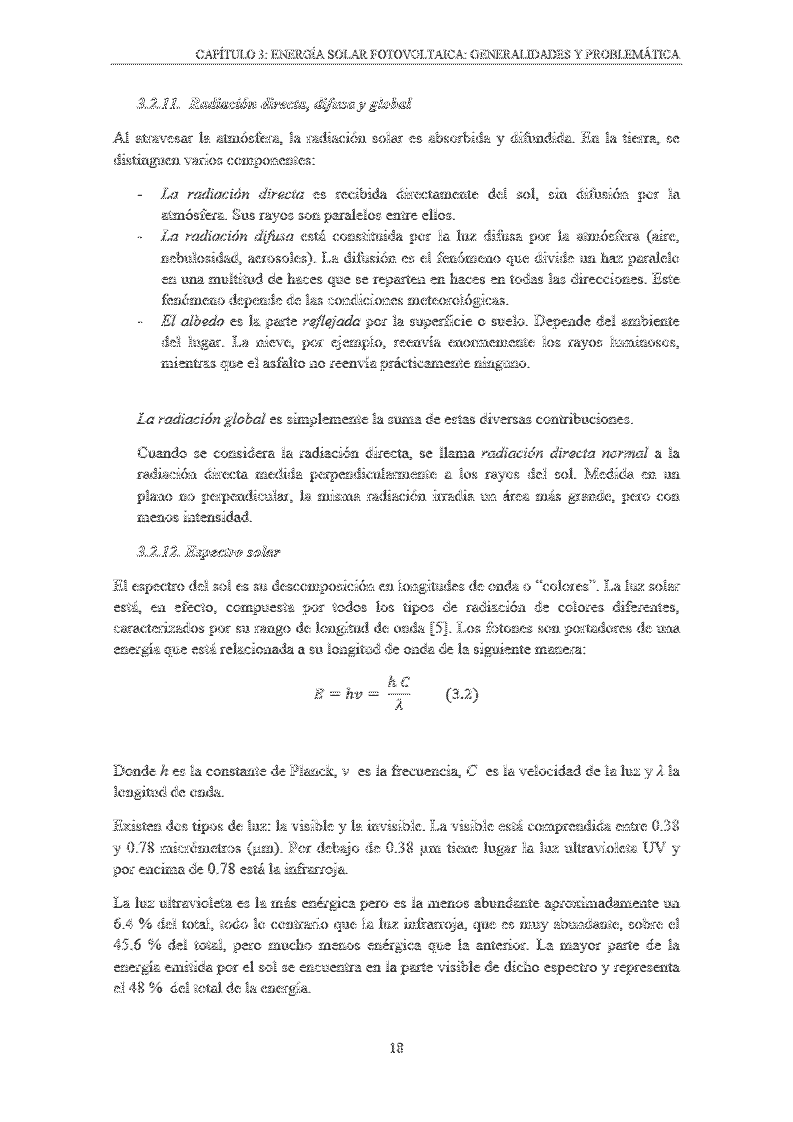 CAPÍTULO 3: ENERGÍA SOLAR FOTOVOLTAICA: GENERALIDADES Y PROBLEMÁTICA
3.2.11. Radiación directa, difusa y global
Al atravesar la atmósfera, la radiación solar es absorbida y difundida. En la tierra, se
distinguen varios componentes:
- La radiación directa es recibida directamente del sol, sin difusión por la
atmósfera. Sus rayos son paralelos entre ellos.
- La radiación difusa está constituida por la luz difusa por la atmósfera (aire,
nebulosidad, aerosoles). La difusión es el fenómeno que divide un haz paralelo
en una multitud de haces que se reparten en haces en todas las direcciones. Este
fenómeno depende de las condiciones meteorológicas.
- El albedo es la parte reflejada por la superficie o suelo. Depende del ambiente
del lugar. La nieve, por ejemplo, reenvía enormemente los rayos luminosos,
mientras que el asfalto no reenvía prácticamente ninguno.
La radiación global es simplemente la suma de estas diversas contribuciones.
Cuando se considera la radiación directa, se llama radiación directa normal a la
radiación directa medida perpendicularmente a los rayos del sol. Medida en un
plano no perpendicular, la misma radiación irradia un área más grande, pero con
menos intensidad.
3.2.12. Espectro solar
El espectro del sol es su descomposición en longitudes de onda o “colores”. La luz solar
está, en efecto, compuesta por todos los tipos de radiación de colores diferentes,
caracterizados por su rango de longitud de onda [5]. Los fotones son portadores de una
energía que está relacionada a su longitud de onda de la siguiente manera:
E = hν = h C / λ (3.2)
Donde h es la constante de Planck, ν es la frecuencia, C es la velocidad de la luz y λ la
longitud de onda.
Existen dos tipos de luz: la visible y la invisible. La visible está comprendida entre 0.38
y 0.78 micrómetros (μm). Por debajo de 0.38 μm tiene lugar la luz ultravioleta UV y
por encima de 0.78 está la infrarroja.
La luz ultravioleta es la más enérgica pero es la menos abundante aproximadamente un
6.4 % del total, todo lo contrario que la luz infrarroja, que es muy abundante, sobre el
45.6 % del total, pero mucho menos enérgica que la anterior. La mayor parte de la
energía emitida por el sol se encuentra en la parte visible de dicho espectro y representa
el 48 % del total de la energía.
18